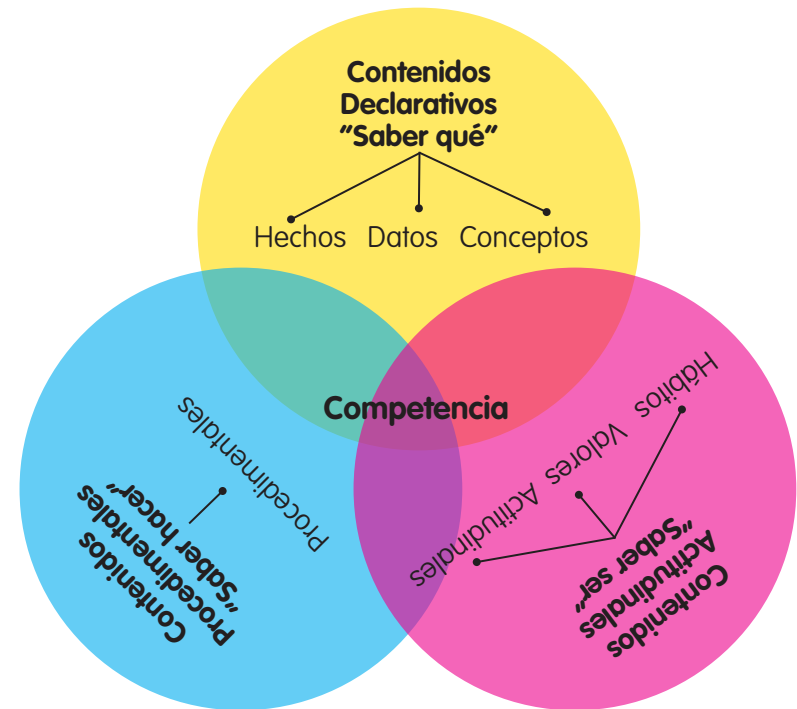 Contenidos
Declarativos
"Saber qué"
Hechos Datos Conceptos
Competencia
Procedimentales
Contenidos
Procedimentales
"Saber hacer"
Actitudinales Valores Hábitos
Contenidos
Actitudinales
"Saber ser"